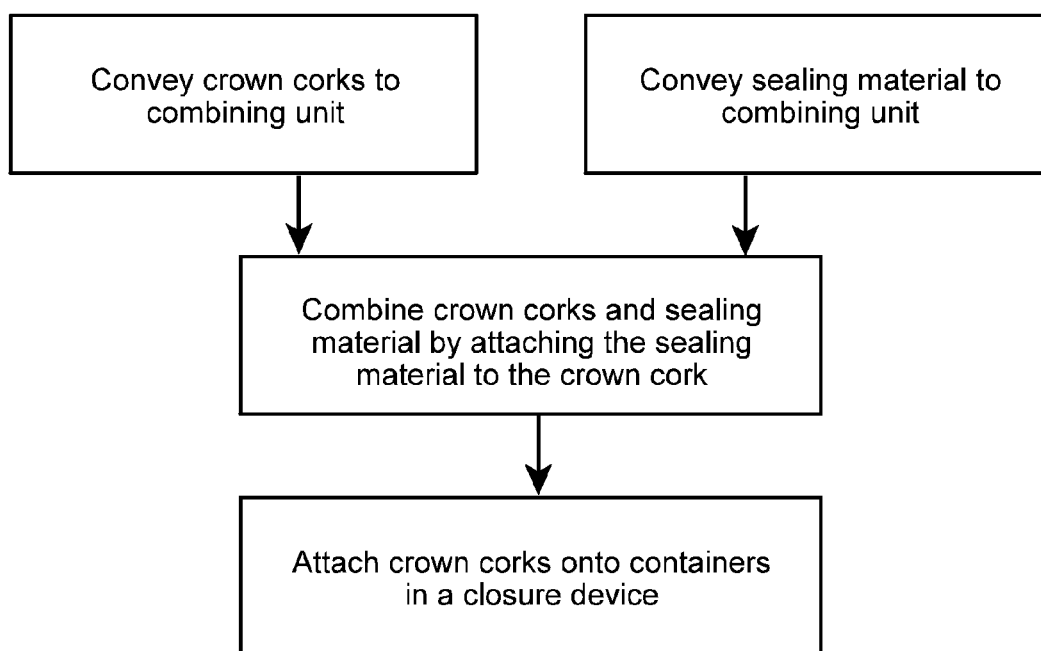 Convey crown corks to
combining unit
Convey sealing material to
combining unit
Combine crown corks and sealing
material by attaching the sealing
material to the crown cork
Attach crown corks onto containers
in a closure device